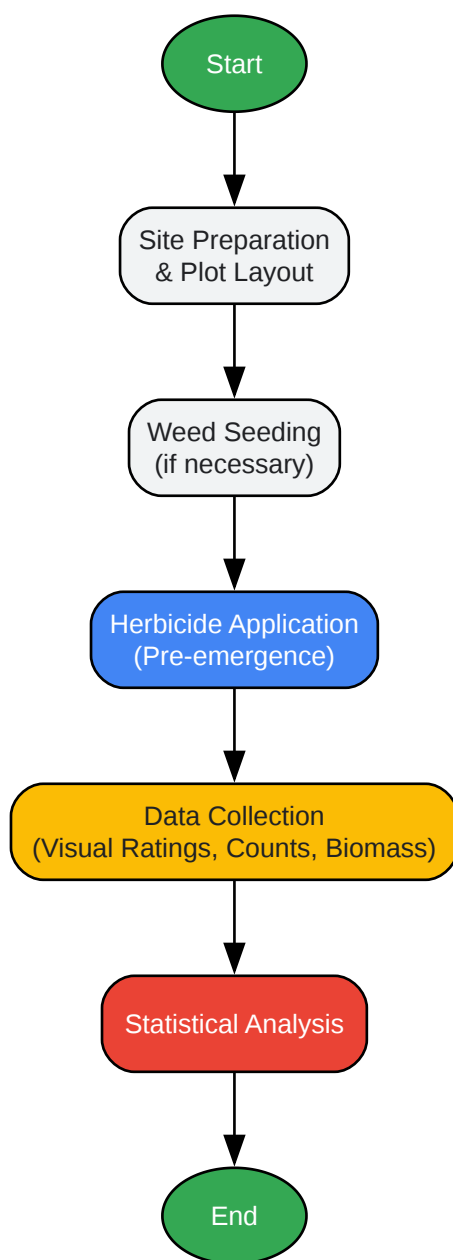 Start
Site Preparation
& Plot Layout
Weed Seeding
(if necessary)
Herbicide Application
(Pre-emergence)
Data Collection
(Visual Ratings, Counts, Biomass)
Statistical Analysis
End